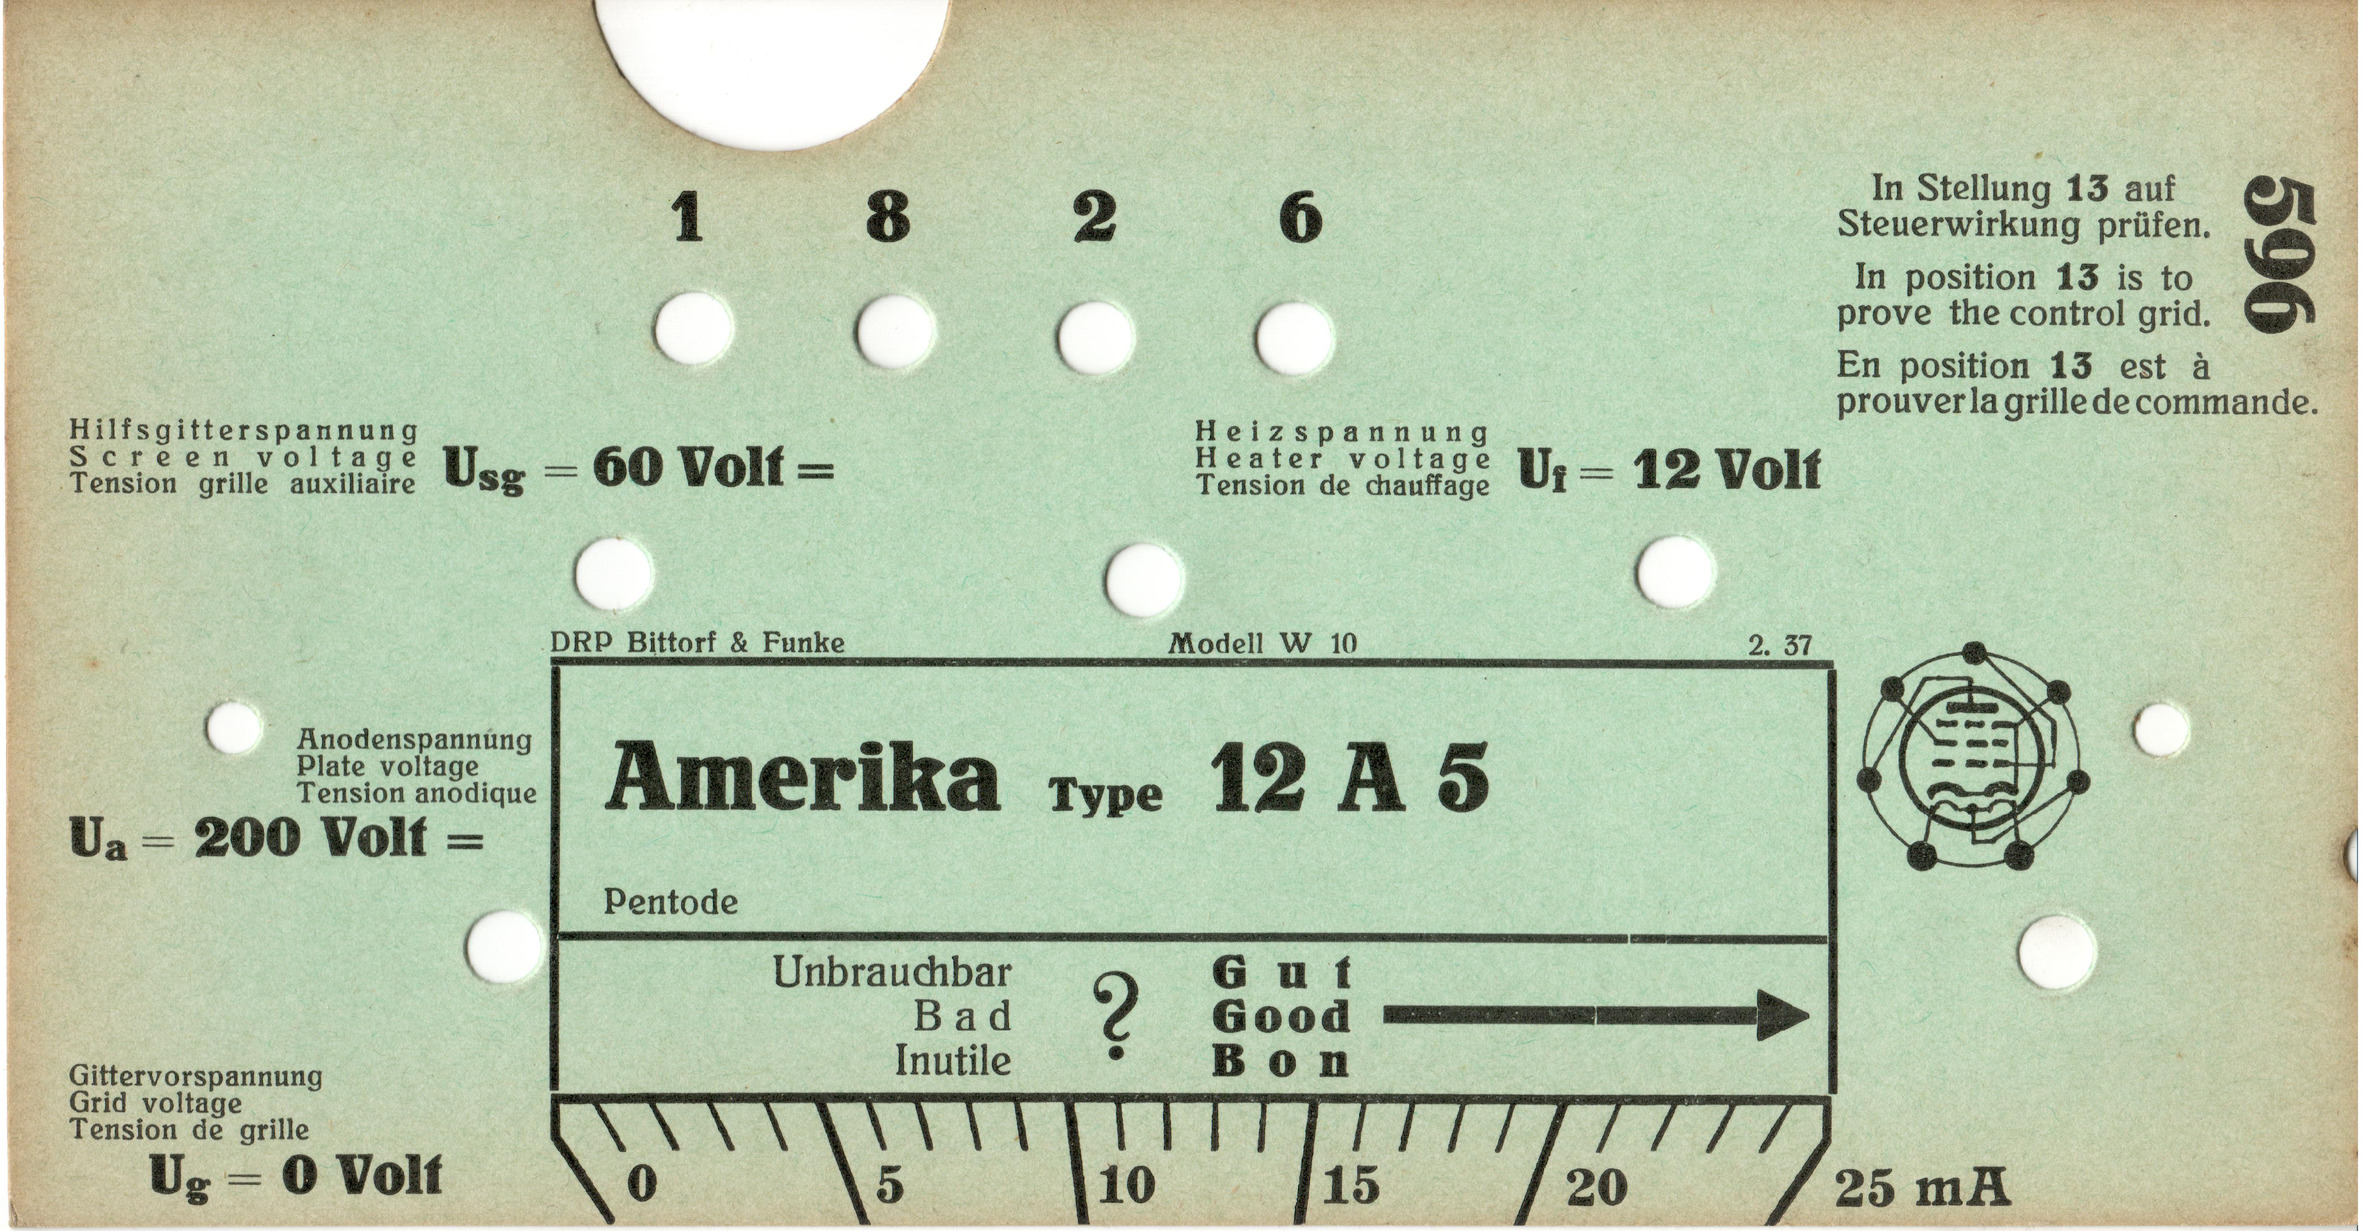 1 8 2 6
In Stellung 13 auf
Steuerwirkung prüfen.
In position 13 is to
prove the control grid.
En position 13 est à
prouver la grille de commande.
596
Hilfsgitterspannung
Screen voltage
Tension grille auxiliaire
Usg = 60 Volt =
Heizspannung
Heater voltage
Tension de chauffage
Uf = 12 Volt
DRP Bittorf & Funke
Modell W 10
2. 37
Anodenspannung
Plate voltage
Tension anodique
Ua = 200 Volt =
Amerika Type 12 A 5
Pentode
Unbrauchbar
Bad
Inutile
?
Gut
Good
Bon
Gittervorspannung
Grid voltage
Tension de grille
Ug = 0 Volt
0 5 10 15 20 25 mA